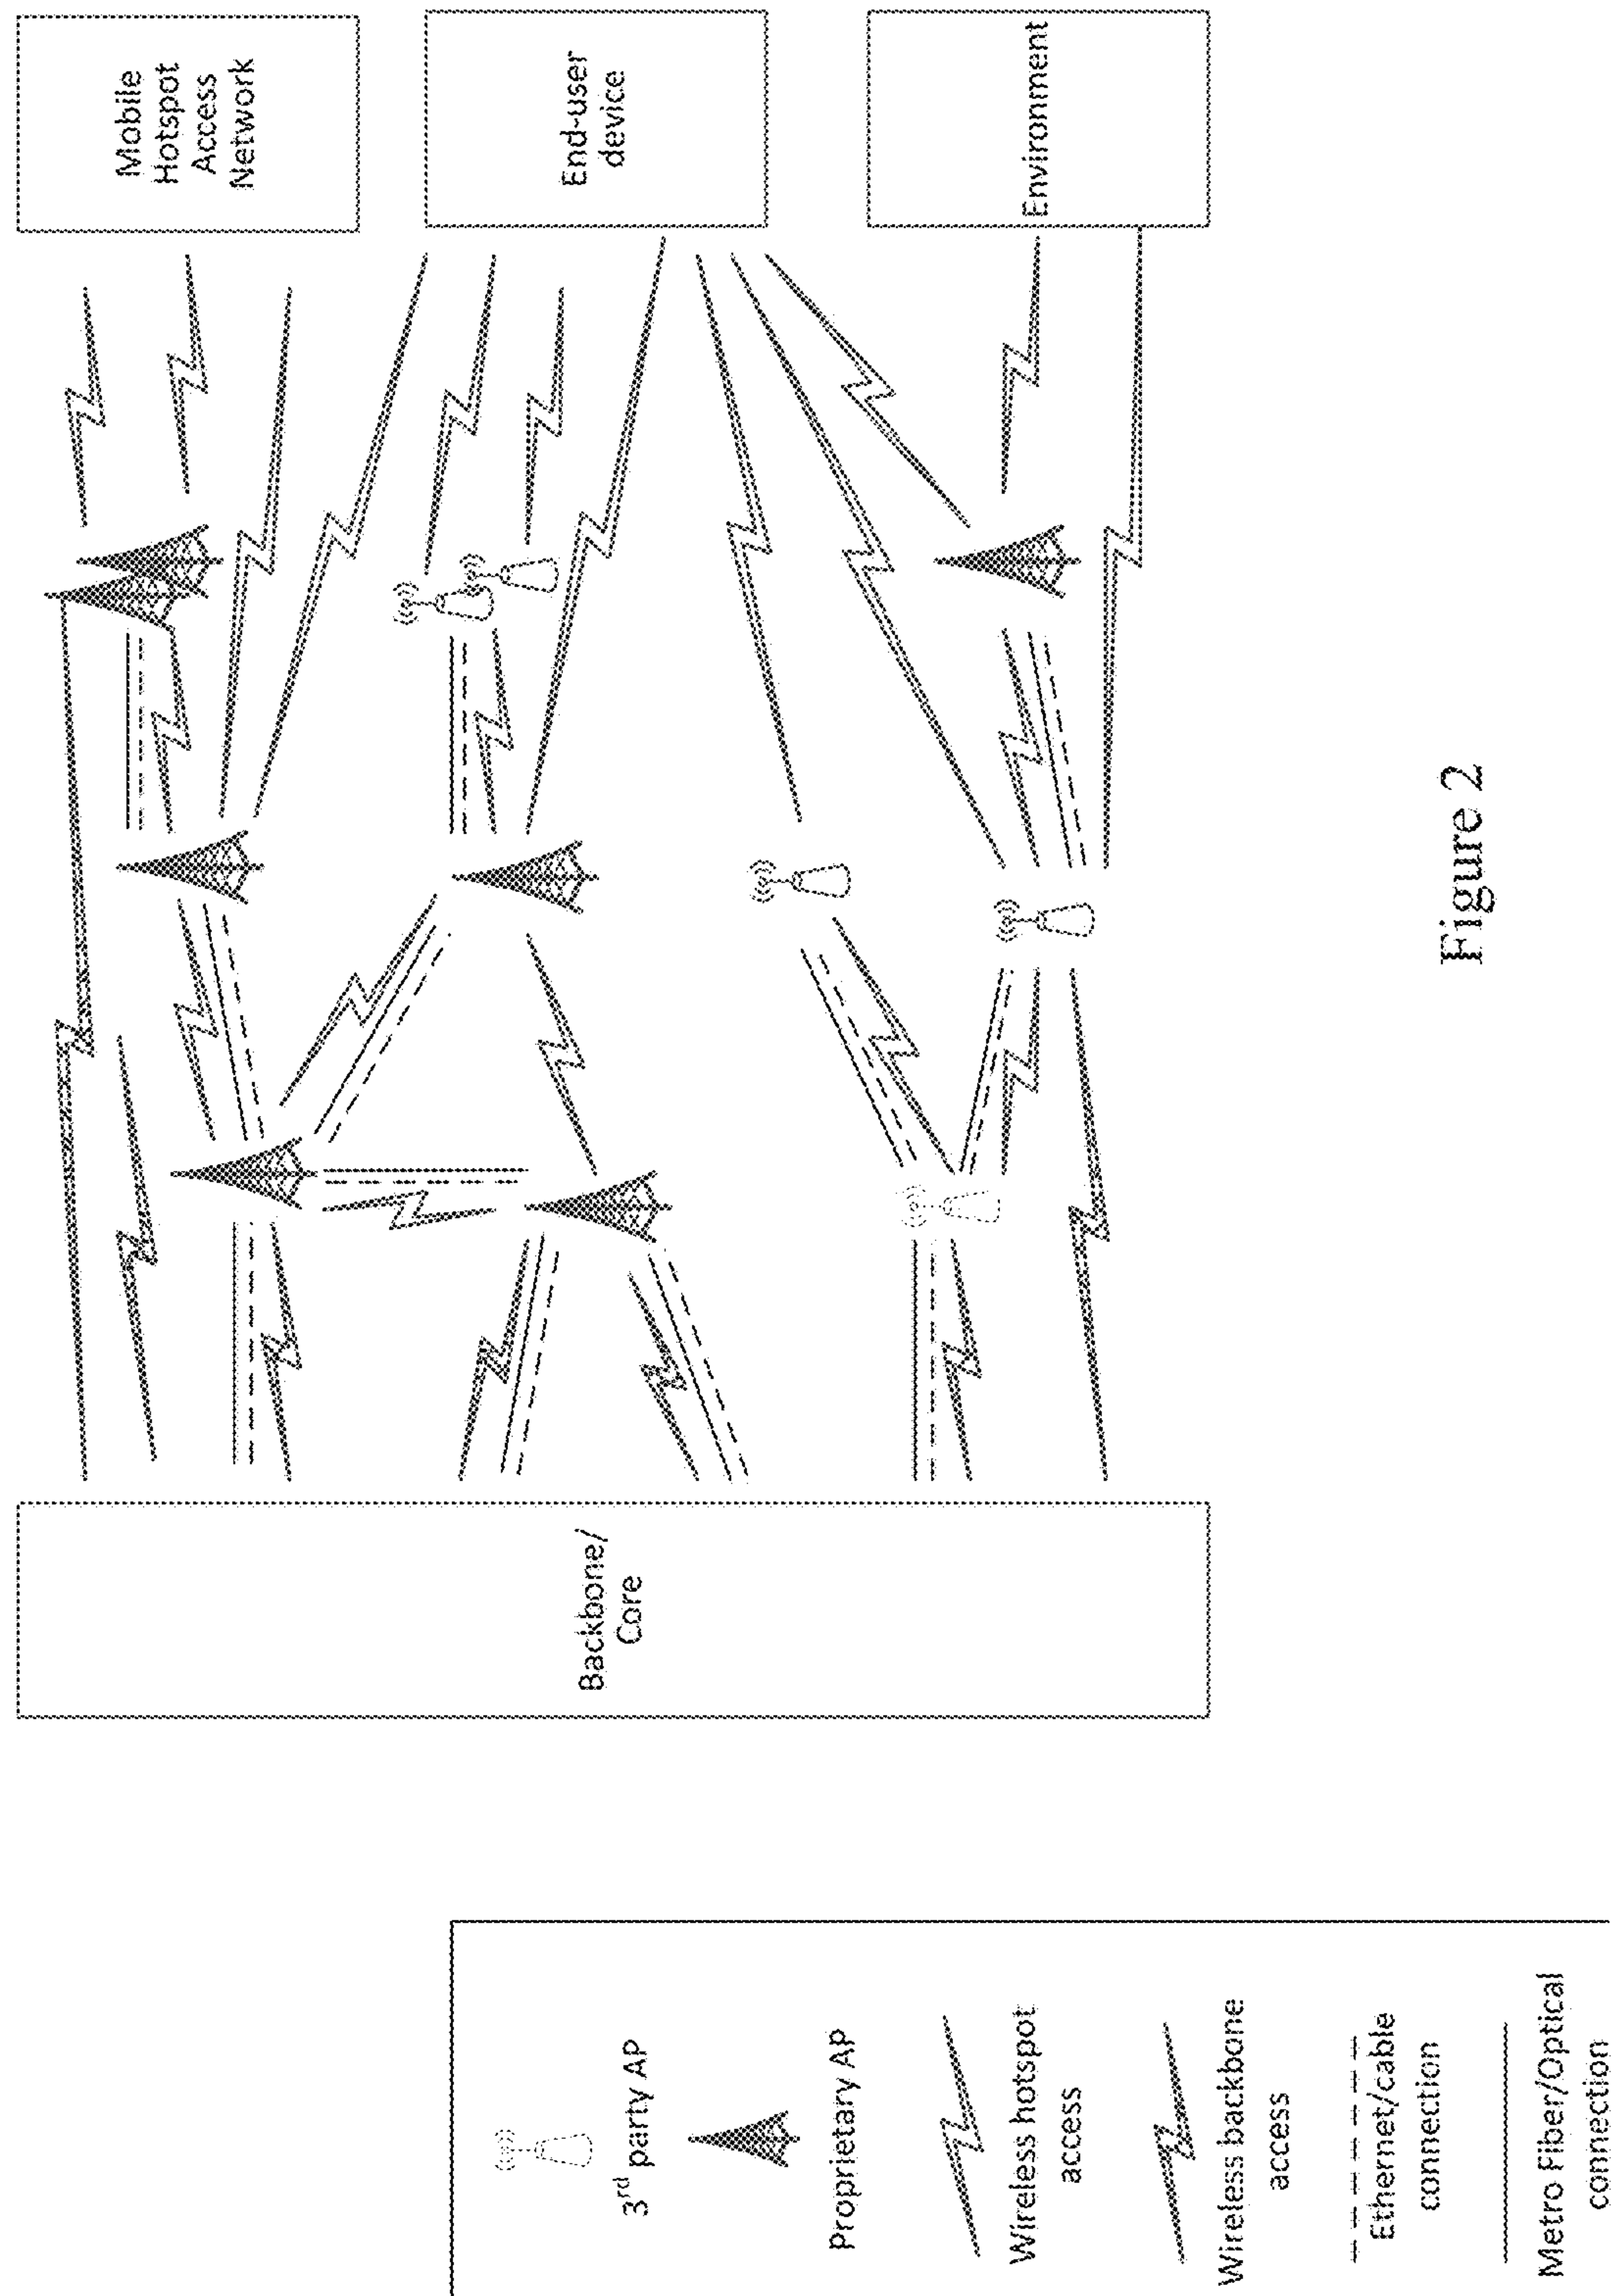 Mobile
Hotspot
Access
Network
End-user
device
Environment
Backbone/
Core
3rd party AP
Proprietary AP
Wireless hotspot
access
Wireless backbone
access
Ethernet/cable
connection
Metro Fiber/Optical
connection
Figure 2